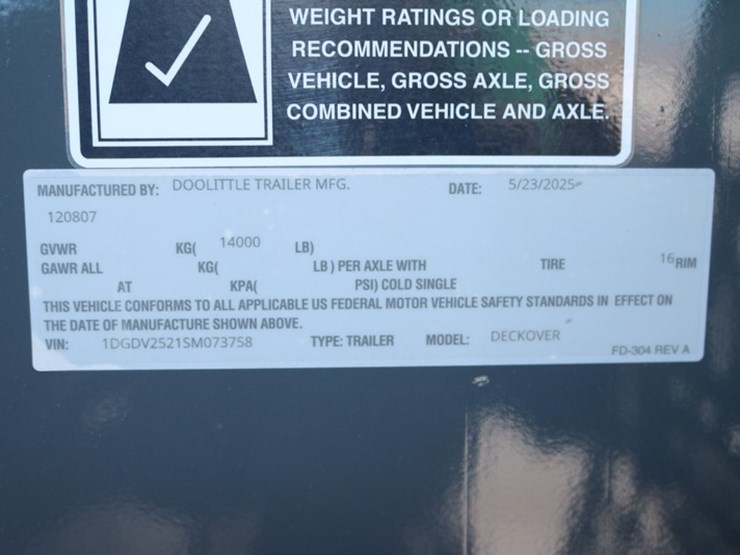 WEIGHT RATINGS OR LOADING
RECOMMENDATIONS -- GROSS
VEHICLE, GROSS AXLE, GROSS
COMBINED VEHICLE AND AXLE.
MANUFACTURED BY: DOOLITTLE TRAILER MFG. DATE: 5/23/2025
120807
GVWR KG( 14000 LB)
GAWR ALL KG( LB ) PER AXLE WITH TIRE 16 RIM
AT KPA( PSI) COLD SINGLE
THIS VEHICLE CONFORMS TO ALL APPLICABLE US FEDERAL MOTOR VEHICLE SAFETY STANDARDS IN EFFECT ON
THE DATE OF MANUFACTURE SHOWN ABOVE.
VIN: 1DGDV2521SM073758 TYPE: TRAILER MODEL: DECKOVER
FD-304 REV A